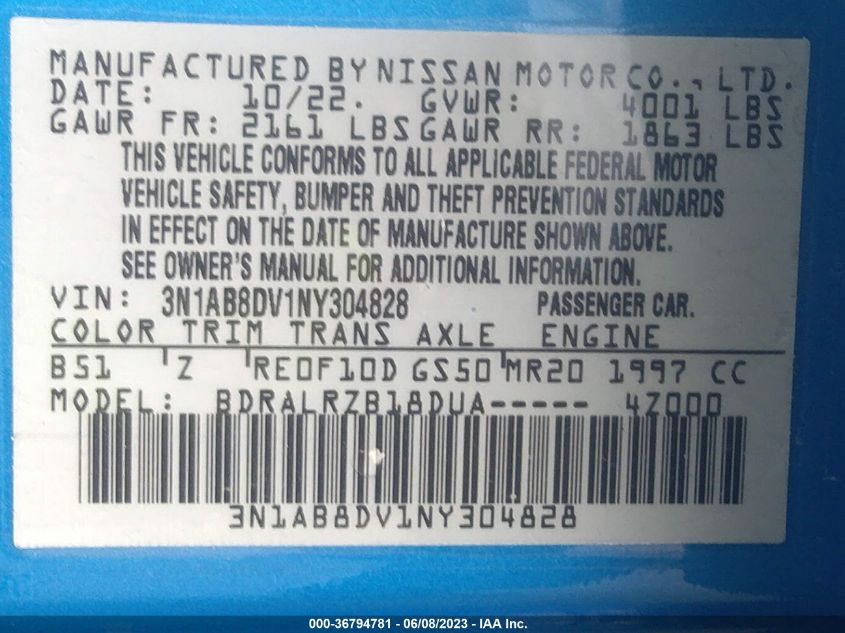 MANUFACTURED BY NISSAN MOTOR CO., LTD.
DATE: 10/22. GVWR: 4001 LBS
GAWR FR: 2161 LBS GAWR RR: 1863 LBS
THIS VEHICLE CONFORMS TO ALL APPLICABLE FEDERAL MOTOR
VEHICLE SAFETY, BUMPER AND THEFT PREVENTION STANDARDS
IN EFFECT ON THE DATE OF MANUFACTURE SHOWN ABOVE.
SEE OWNER'S MANUAL FOR ADDITIONAL INFORMATION.
VIN: 3N1AB8DV1NY304828 PASSENGER CAR.
COLOR TRIM TRANS AXLE ENGINE
B51 Z RE0F10D GS50 MR20 1997 CC
MODEL: BDRALRZB18DUA----- 4Z000
3N1AB8DV1NY304828
000-36794781 - 06/08/2023 - IAA Inc.